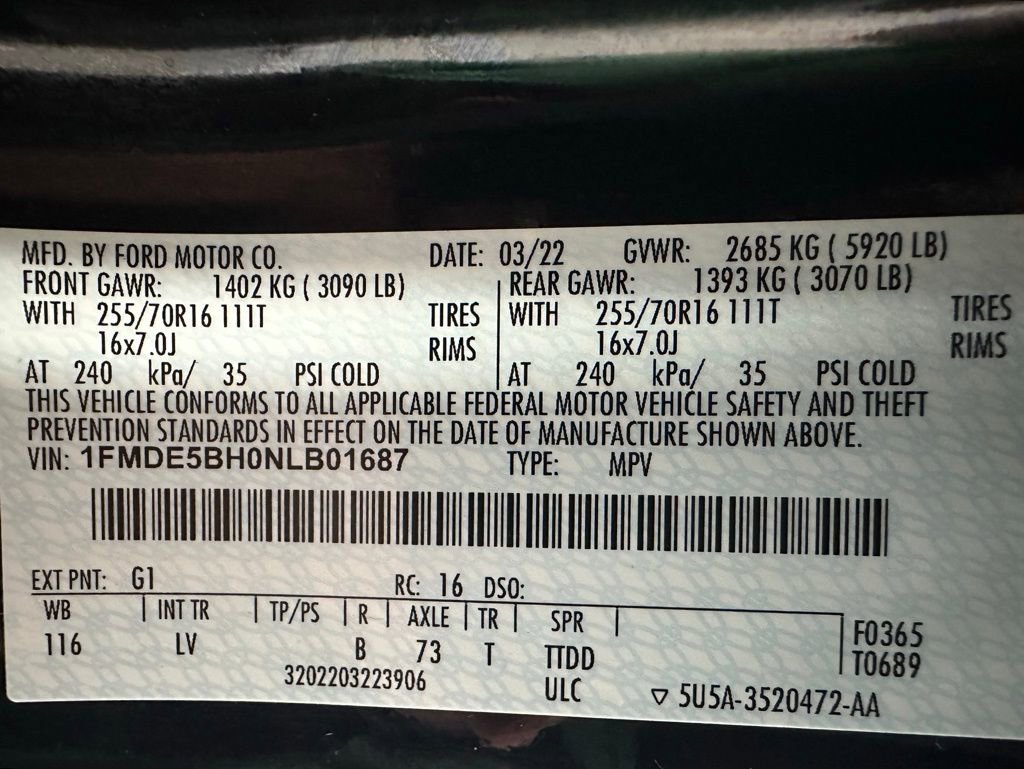 MFD. BY FORD MOTOR CO. DATE: 03/22 GVWR: 2685 KG ( 5920 LB)
FRONT GAWR: 1402 KG ( 3090 LB) REAR GAWR: 1393 KG ( 3070 LB)
WITH 255/70R16 111T TIRES WITH 255/70R16 111T TIRES
16x7.0J RIMS 16x7.0J RIMS
AT 240 kPa/ 35 PSI COLD AT 240 kPa/ 35 PSI COLD
THIS VEHICLE CONFORMS TO ALL APPLICABLE FEDERAL MOTOR VEHICLE SAFETY AND THEFT
PREVENTION STANDARDS IN EFFECT ON THE DATE OF MANUFACTURE SHOWN ABOVE.
VIN: 1FMDE5BH0NLB01687 TYPE: MPV
EXT PNT: G1 RC: 16 DSO:
WB INT TR TP/PS R AXLE TR SPR F0365
116 LV B 73 T TTDD T0689
3202203223906 ULC ▽ 5U5A-3520472-AA